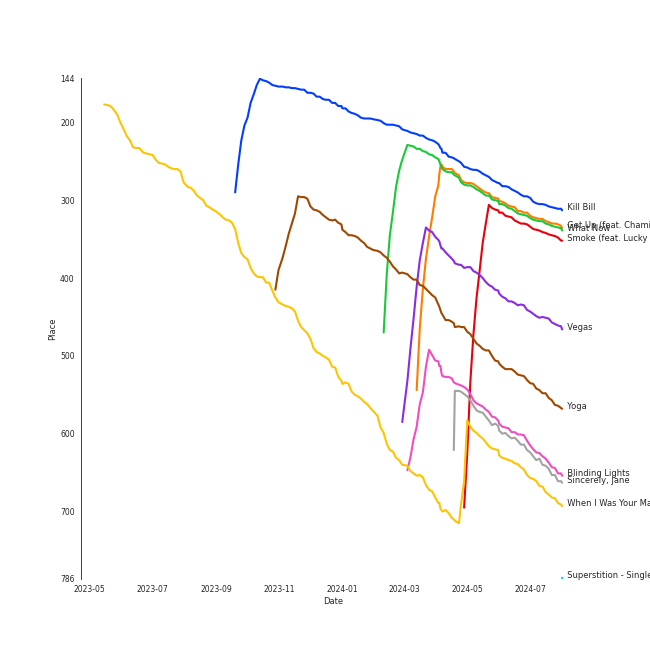 144
200
300
400
500
600
700
786
Place
2023-05
2023-07
2023-09
2023-11
2024-01
2024-03
2024-05
2024-07
Date
Kill Bill
Get Up (feat. Chami
What Now
Smoke (feat. Lucky
Vegas
Yoga
Blinding Lights
Sincerely, Jane
When I Was Your Ma
Superstition - Single